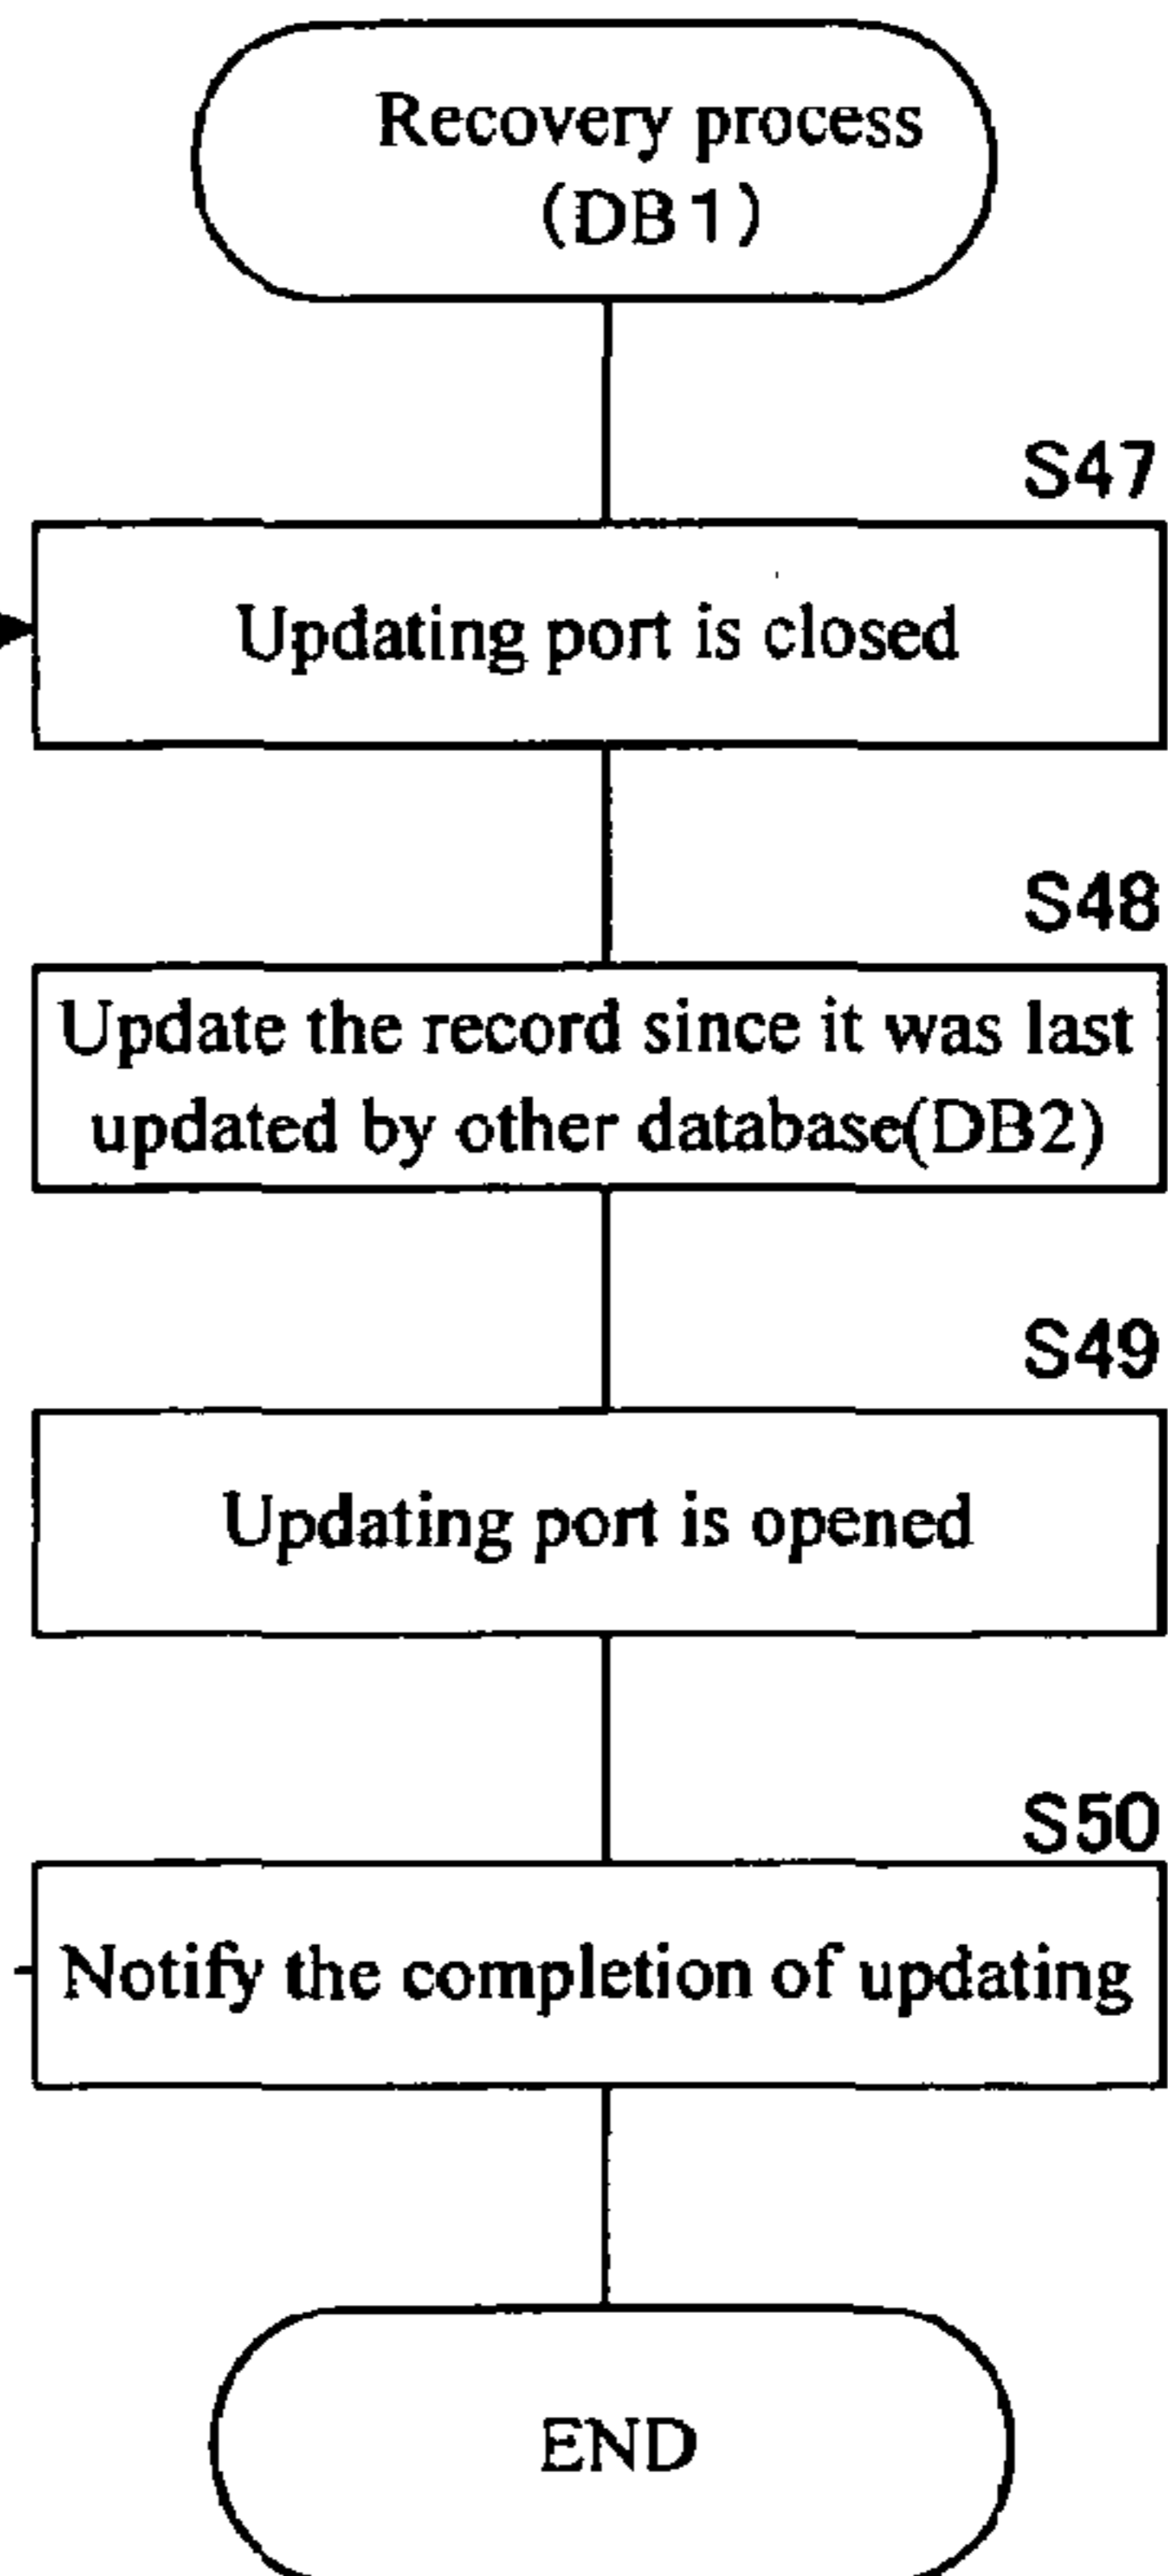 Recovery process
(DB1)
S47
Updating port is closed
S48
Update the record since it was last
updated by other database(DB2)
S49
Updating port is opened
S50
Notify the completion of updating
END